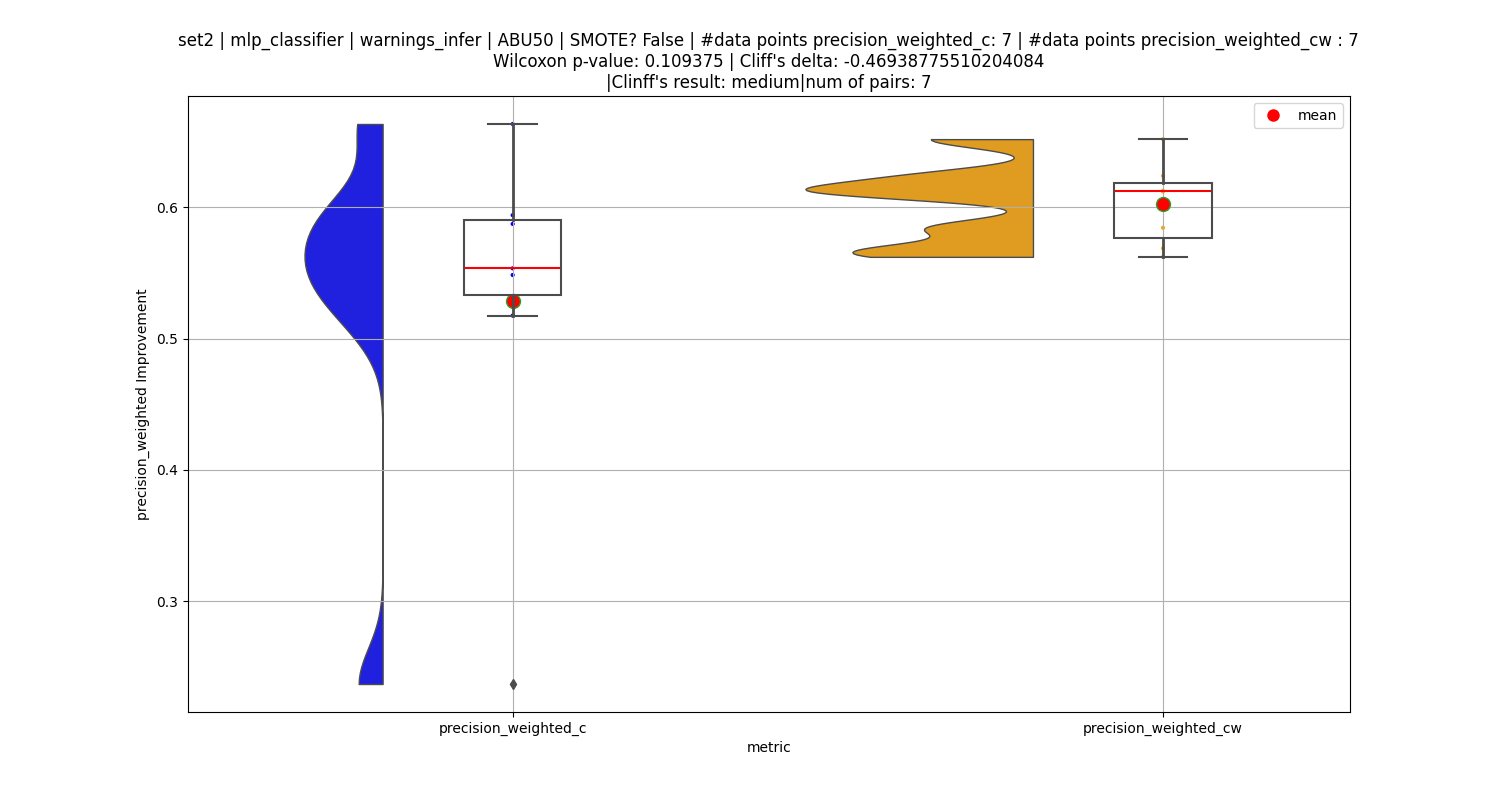 set2 | mlp_classifier | warnings_infer | ABU50 | SMOTE? False | #data points precision_weighted_c: 7 | #data points precision_weighted_cw : 7
Wilcoxon p-value: 0.109375 | Cliff's delta: -0.46938775510204084
|Clinff's result: medium|num of pairs: 7
mean
precision_weighted Improvement
0.6
0.5
0.4
0.3
precision_weighted_c
precision_weighted_cw
metric